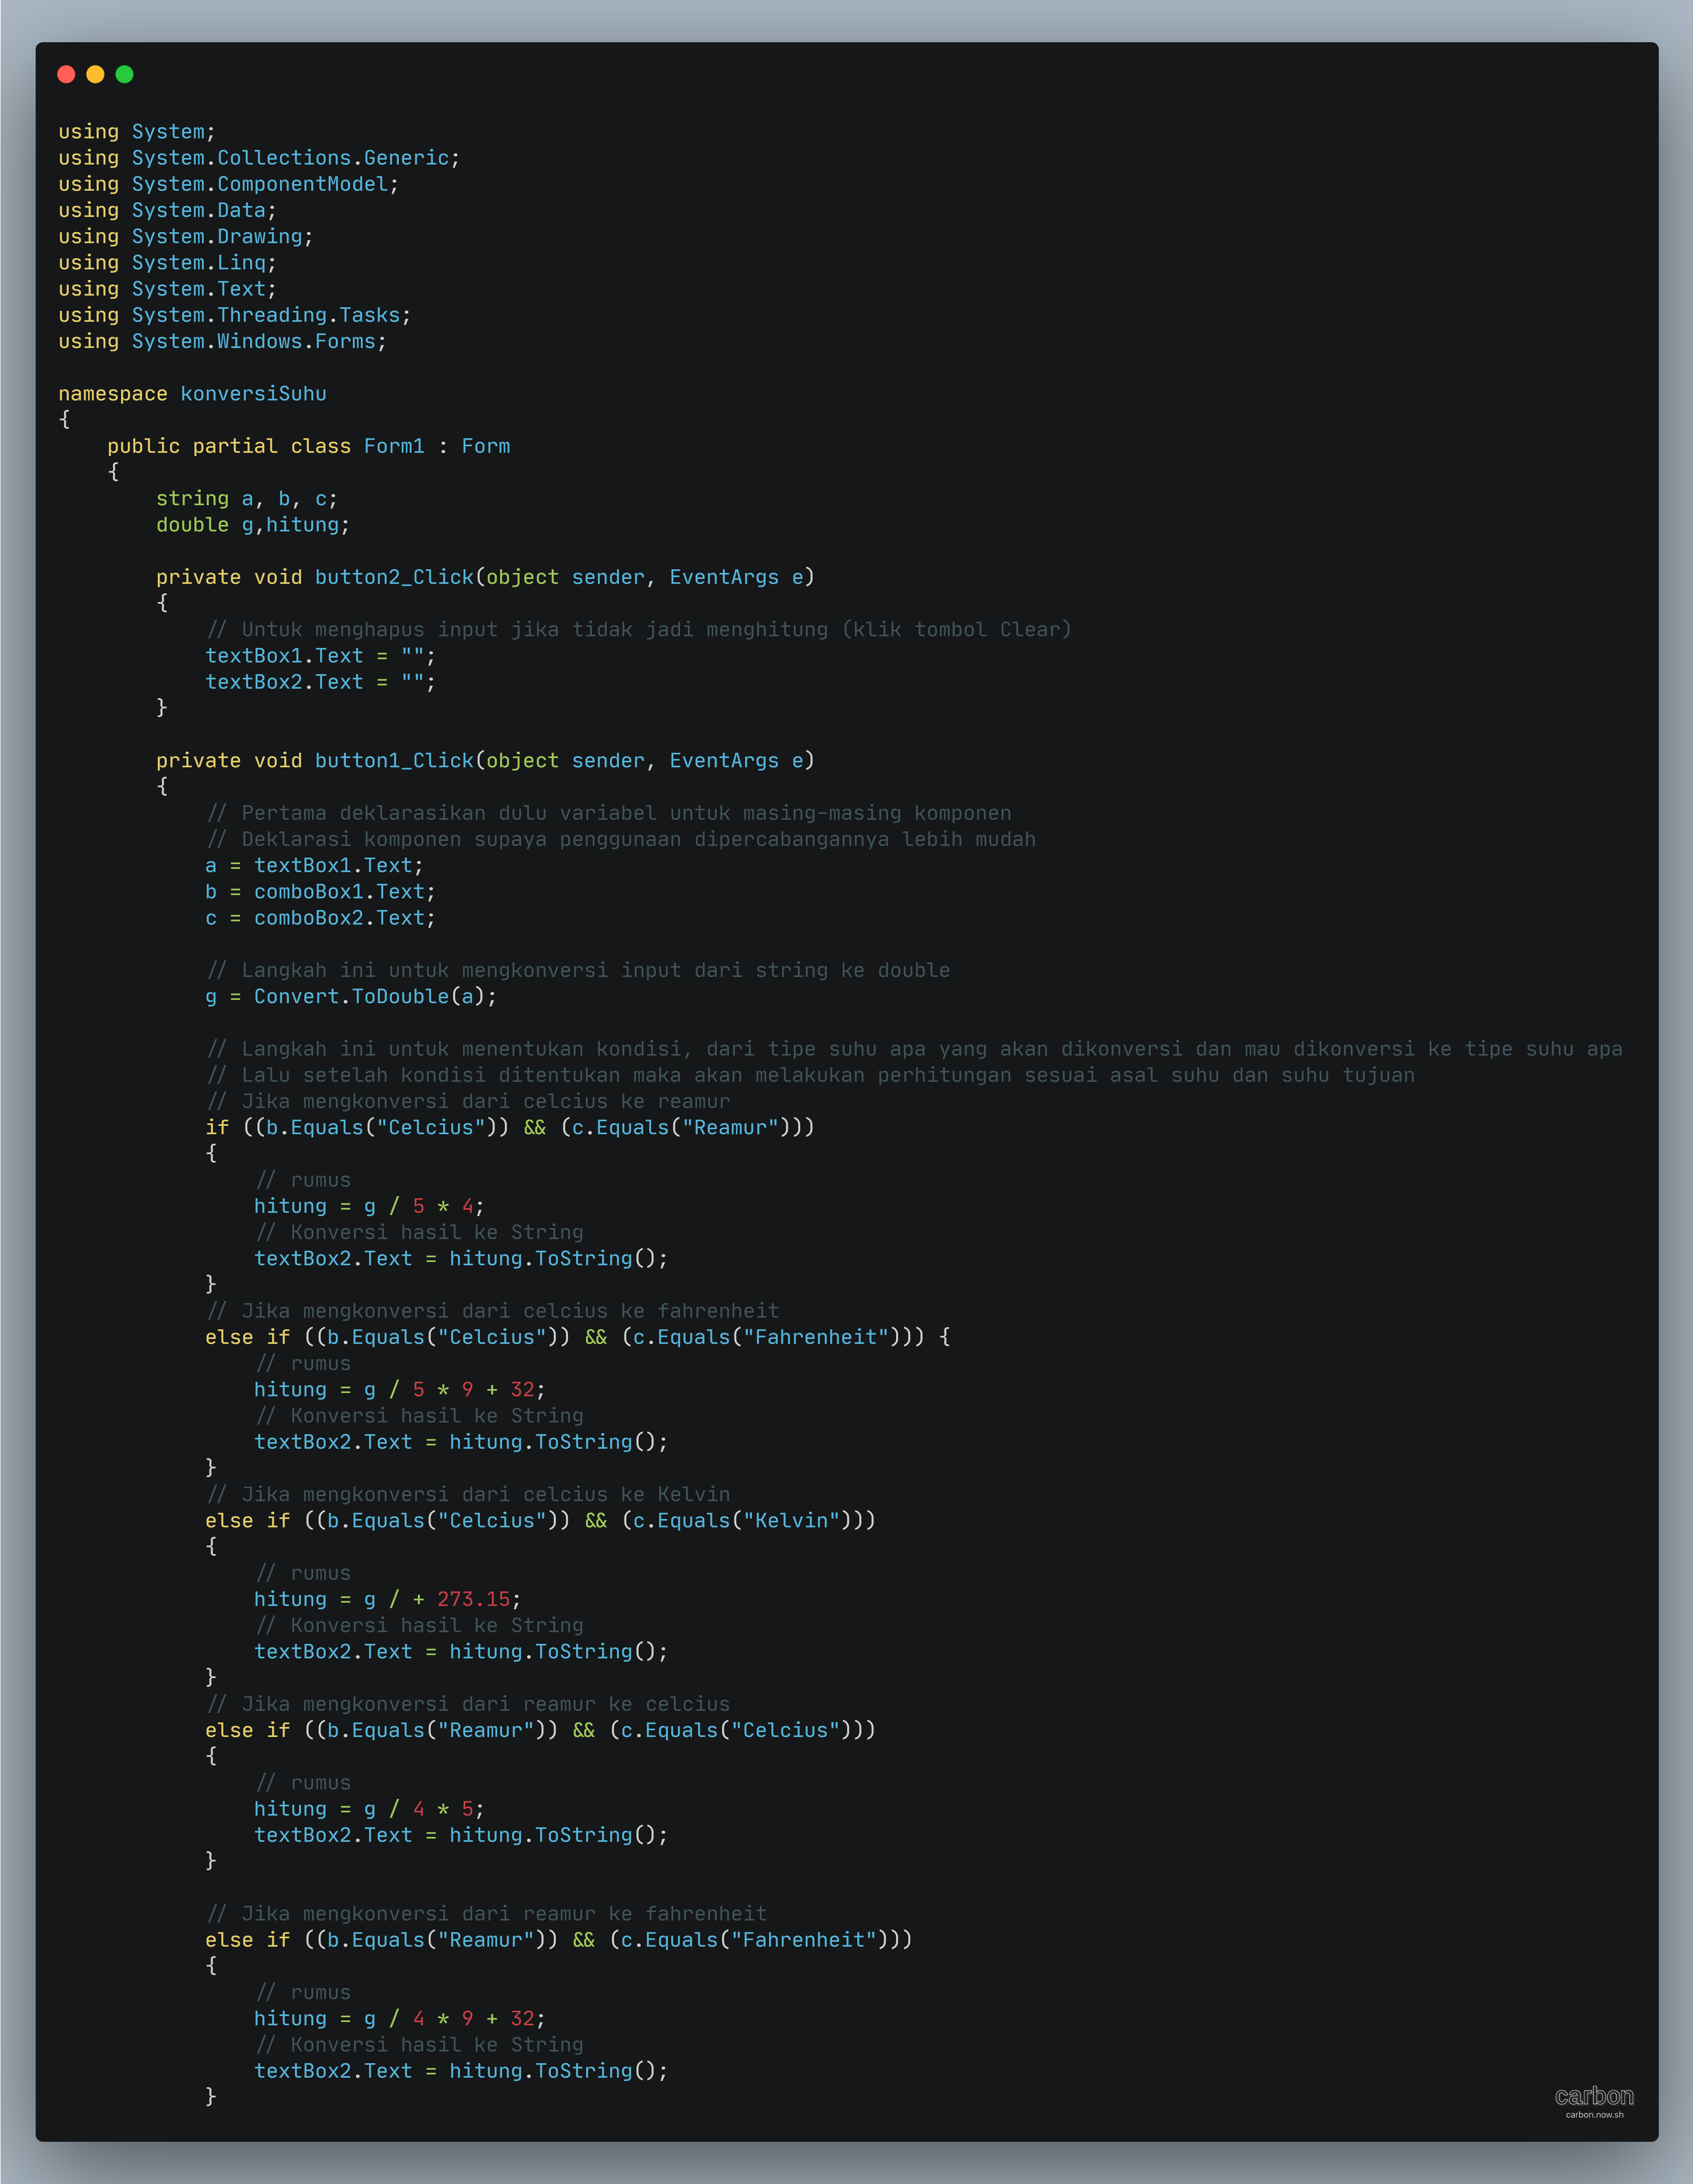 using System;
using System.Collections.Generic;
using System.ComponentModel;
using System.Data;
using System.Drawing;
using System.Linq;
using System.Text;
using System.Threading.Tasks;
using System.Windows.Forms;

namespace konversiSuhu
{
    public partial class Form1 : Form
    {
        string a, b, c;
        double g,hitung;

        private void button2_Click(object sender, EventArgs e)
        {
            // Untuk menghapus input jika tidak jadi menghitung (klik tombol Clear)
            textBox1.Text = "";
            textBox2.Text = "";
        }

        private void button1_Click(object sender, EventArgs e)
        {
            // Pertama deklarasikan dulu variabel untuk masing-masing komponen
            // Deklarasi komponen supaya penggunaan dipercabangannya lebih mudah
            a = textBox1.Text;
            b = comboBox1.Text;
            c = comboBox2.Text;

            // Langkah ini untuk mengkonversi input dari string ke double
            g = Convert.ToDouble(a);

            // Langkah ini untuk menentukan kondisi, dari tipe suhu apa yang akan dikonversi dan mau dikonversi ke tipe suhu apa
            // Lalu setelah kondisi ditentukan maka akan melakukan perhitungan sesuai asal suhu dan suhu tujuan
            // Jika mengkonversi dari celcius ke reamur
            if ((b.Equals("Celcius")) && (c.Equals("Reamur")))
            {
                // rumus
                hitung = g / 5 * 4;
                // Konversi hasil ke String
                textBox2.Text = hitung.ToString();
            }
            // Jika mengkonversi dari celcius ke fahrenheit
            else if ((b.Equals("Celcius")) && (c.Equals("Fahrenheit"))) {
                // rumus
                hitung = g / 5 * 9 + 32;
                // Konversi hasil ke String
                textBox2.Text = hitung.ToString();
            }
            // Jika mengkonversi dari celcius ke Kelvin
            else if ((b.Equals("Celcius")) && (c.Equals("Kelvin")))
            {
                // rumus
                hitung = g / + 273.15;
                // Konversi hasil ke String
                textBox2.Text = hitung.ToString();
            }
            // Jika mengkonversi dari reamur ke celcius
            else if ((b.Equals("Reamur")) && (c.Equals("Celcius")))
            {
                // rumus
                hitung = g / 4 * 5;
                textBox2.Text = hitung.ToString();
            }

            // Jika mengkonversi dari reamur ke fahrenheit
            else if ((b.Equals("Reamur")) && (c.Equals("Fahrenheit")))
            {
                // rumus
                hitung = g / 4 * 9 + 32;
                // Konversi hasil ke String
                textBox2.Text = hitung.ToString();
            }
carbon
carbon.now.sh